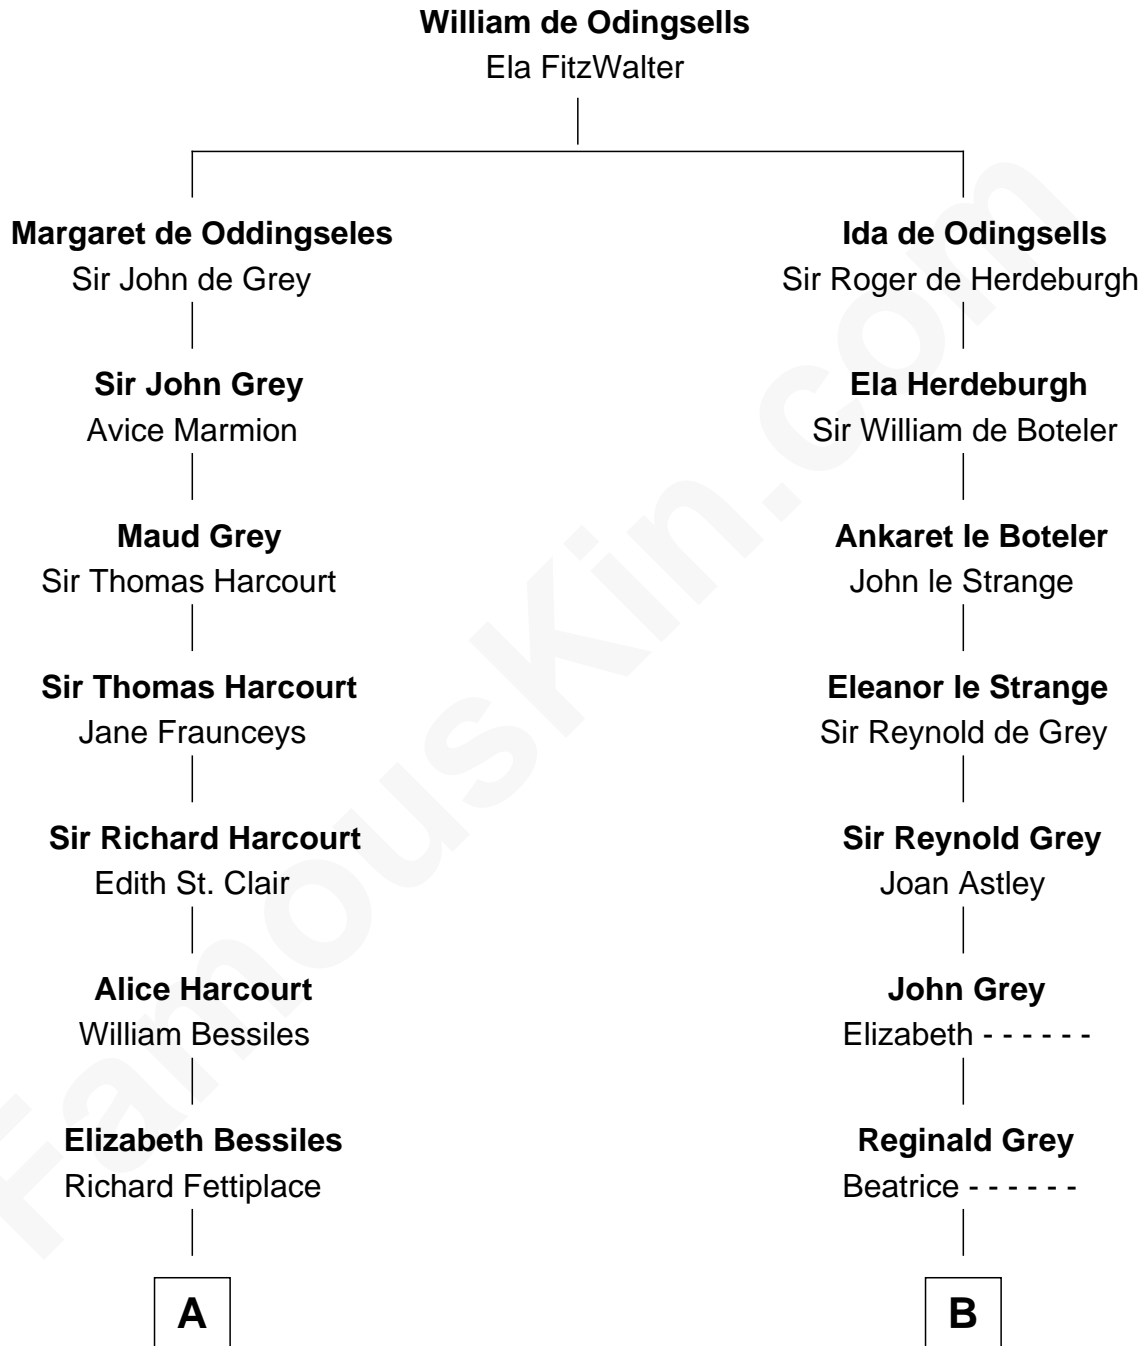 William de Odingsells
Ela FitzWalter
Margaret de Oddingseles
Sir John de Grey
Ida de Odingsells
Sir Roger de Herdeburgh
Sir John Grey
Avice Marmion
Ela Herdeburgh
Sir William de Boteler
Maud Grey
Sir Thomas Harcourt
Ankaret le Boteler
John le Strange
Sir Thomas Harcourt
Jane Fraunceys
Eleanor le Strange
Sir Reynold de Grey
Sir Richard Harcourt
Edith St. Clair
Sir Reynold Grey
Joan Astley
Alice Harcourt
William Bessiles
John Grey
Elizabeth - - - - - -
Elizabeth Bessiles
Richard Fettiplace
Reginald Grey
Beatrice - - - - - -
A
B
FamousKin.com